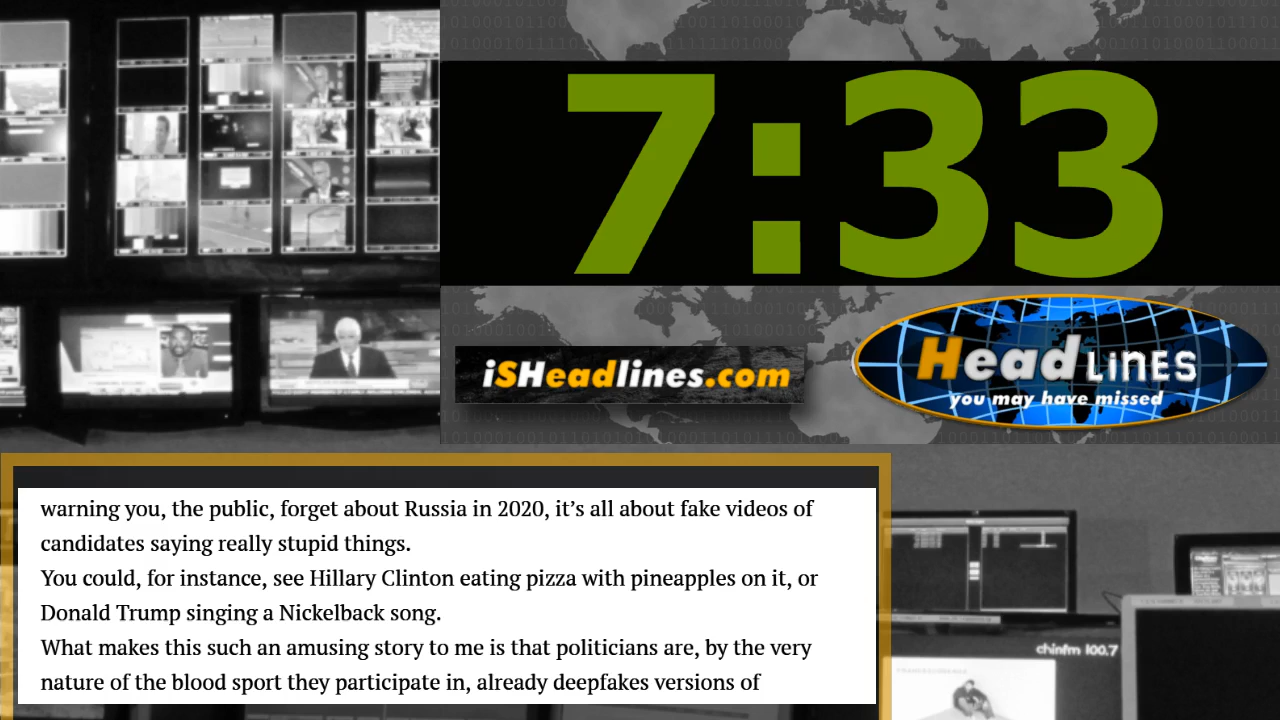 7:33
iSHeadlines.com
HeadLINES
you may have missed
warning you, the public, forget about Russia in 2020, it’s all about fake videos of
candidates saying really stupid things.
You could, for instance, see Hillary Clinton eating pizza with pineapples on it, or
Donald Trump singing a Nickelback song.
What makes this such an amusing story to me is that politicians are, by the very
nature of the blood sport they participate in, already deepfakes versions of
chinfm 100.7